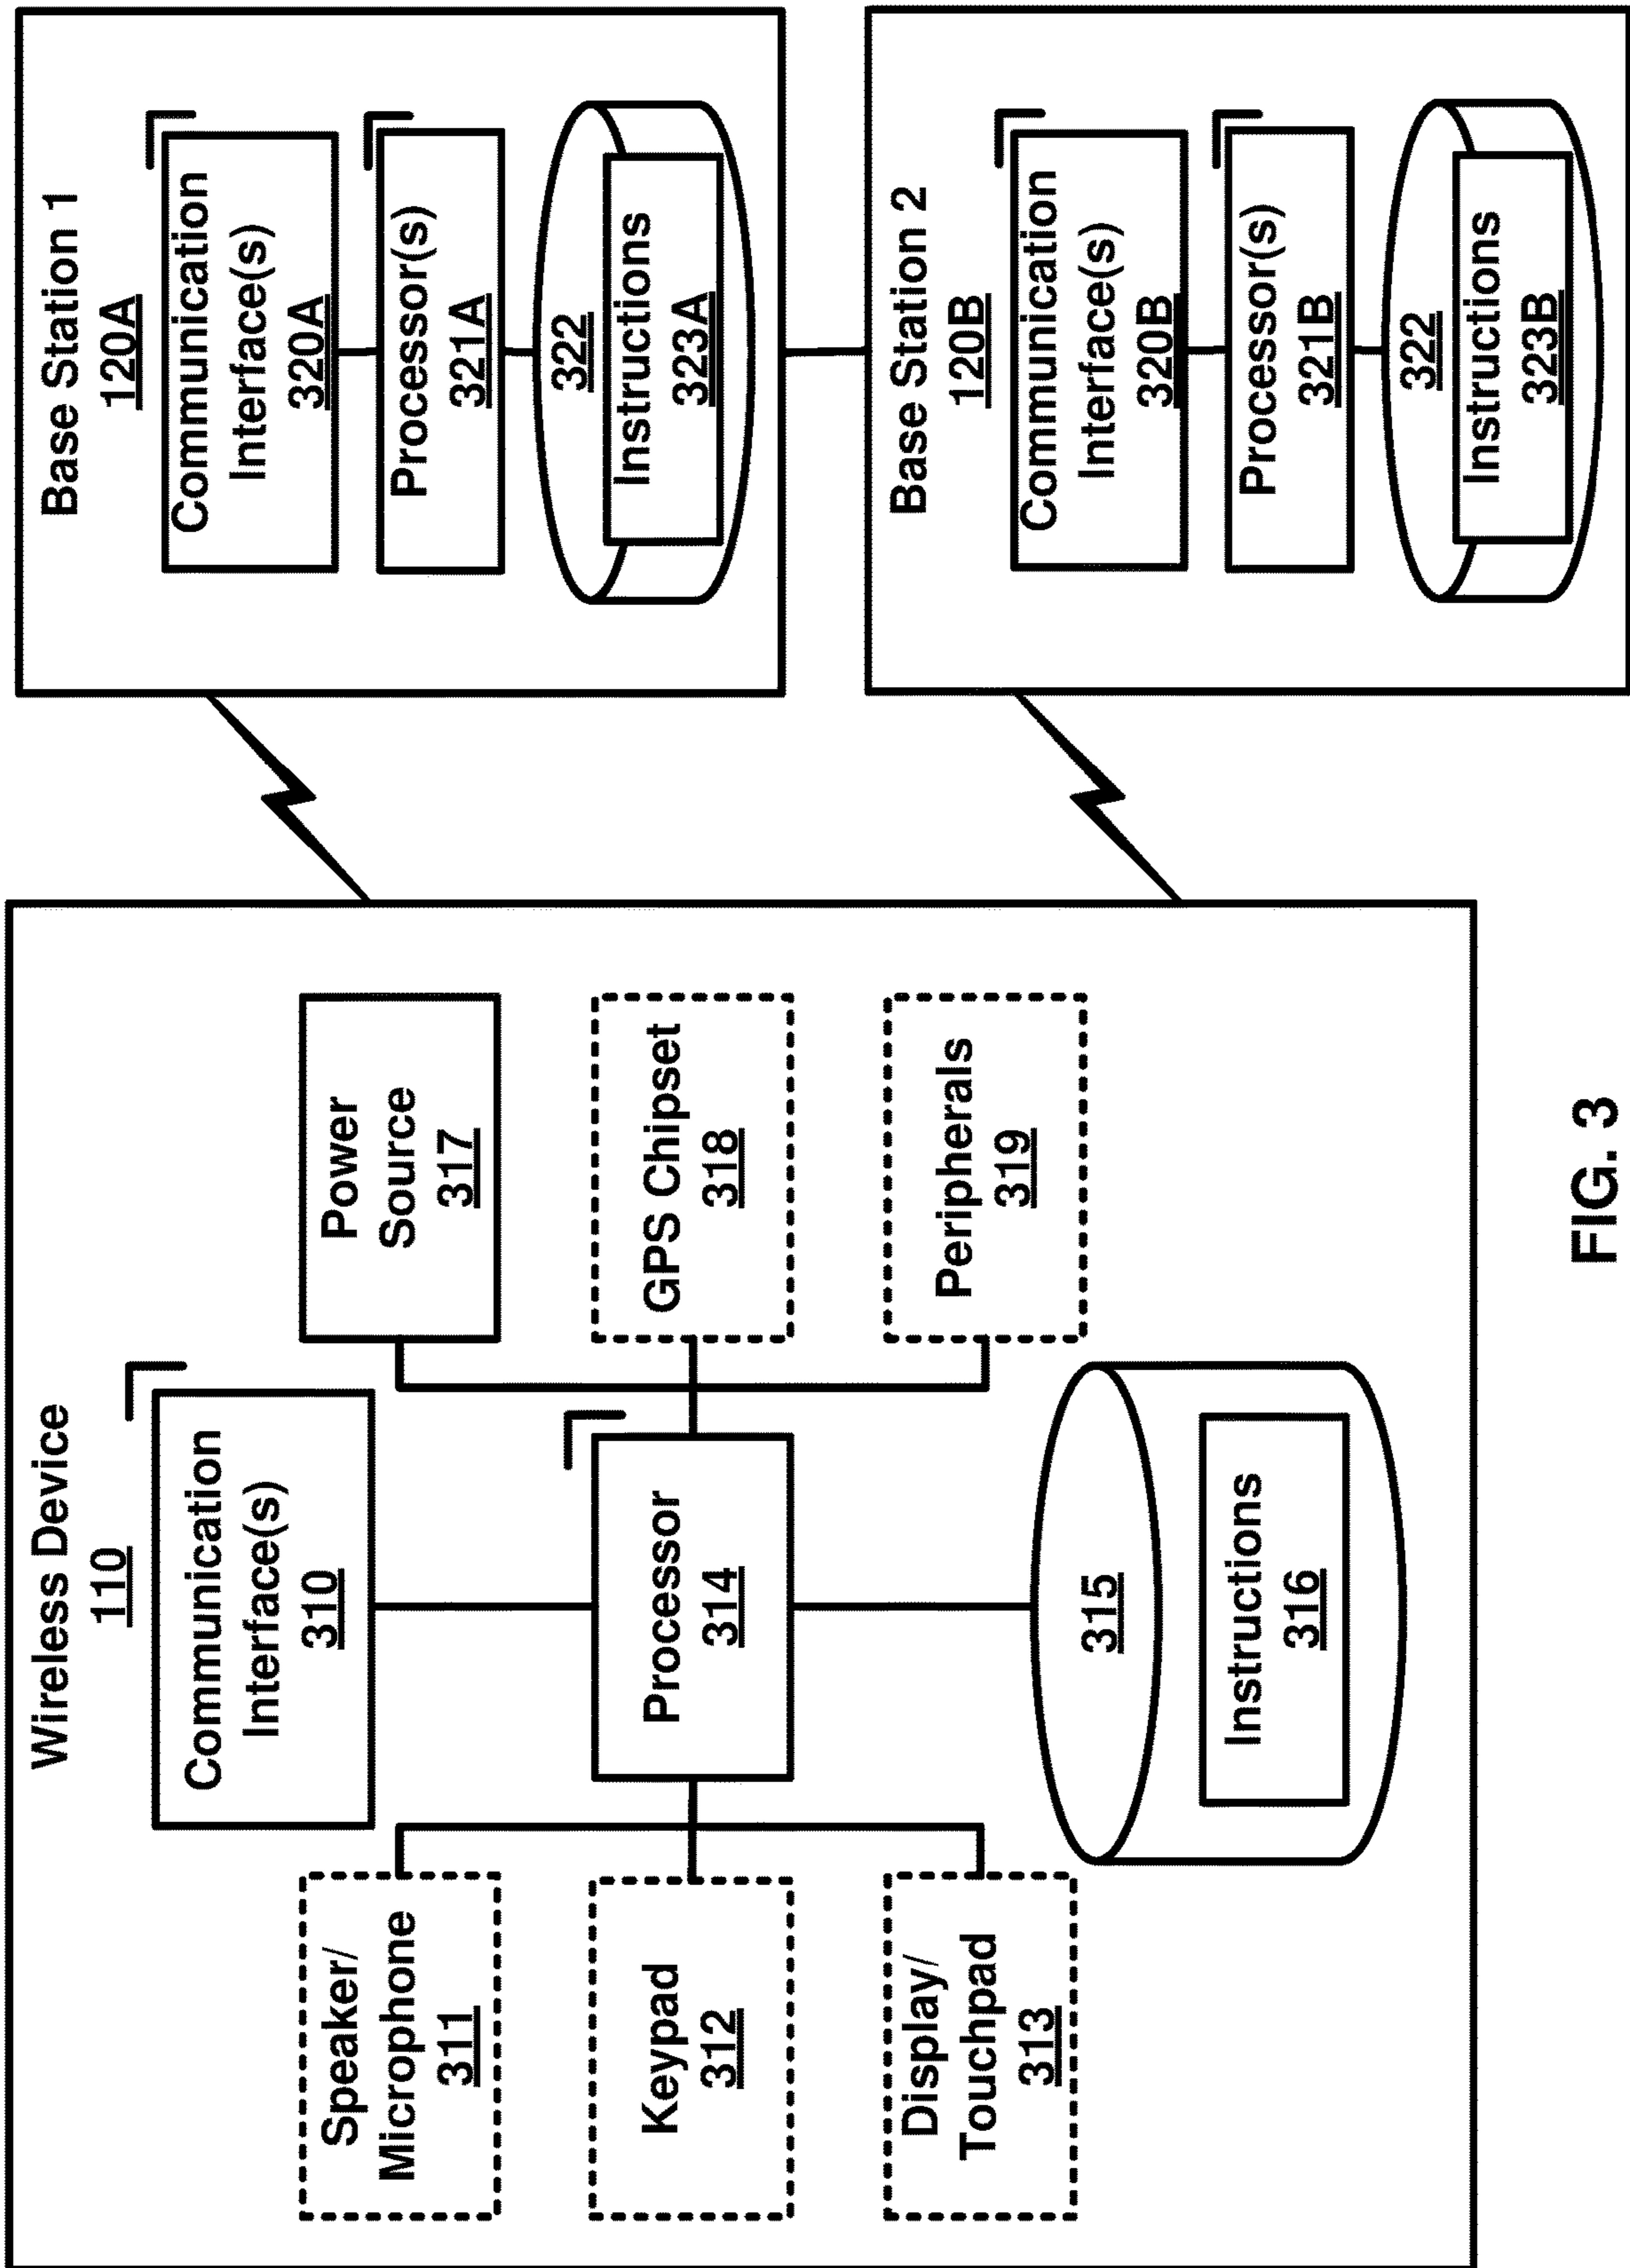 Wireless Device
110
Communication
Interface(s)
310
Speaker/
Microphone
311
Keypad
312
Display/
Touchpad
313
Processor
314
Power
Source
317
GPS Chipset
318
Peripherals
319
315
Instructions
316
Base Station 1
120A
Communication
Interface(s)
320A
Processor(s)
321A
322
Instructions
323A
Base Station 2
120B
Communication
Interface(s)
320B
Processor(s)
321B
322
Instructions
323B
FIG. 3